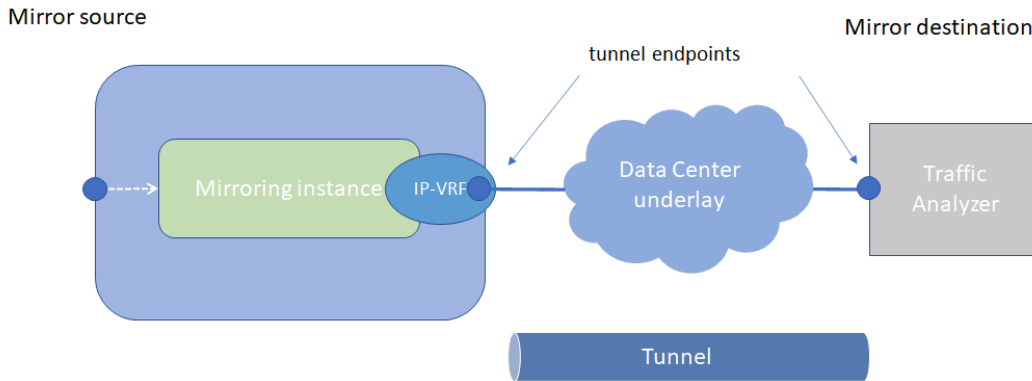 Mirror source
Mirror destination
tunnel endpoints
Mirroring instance
IP-VRF
Data Center
underlay
Traffic
Analyzer
Tunnel